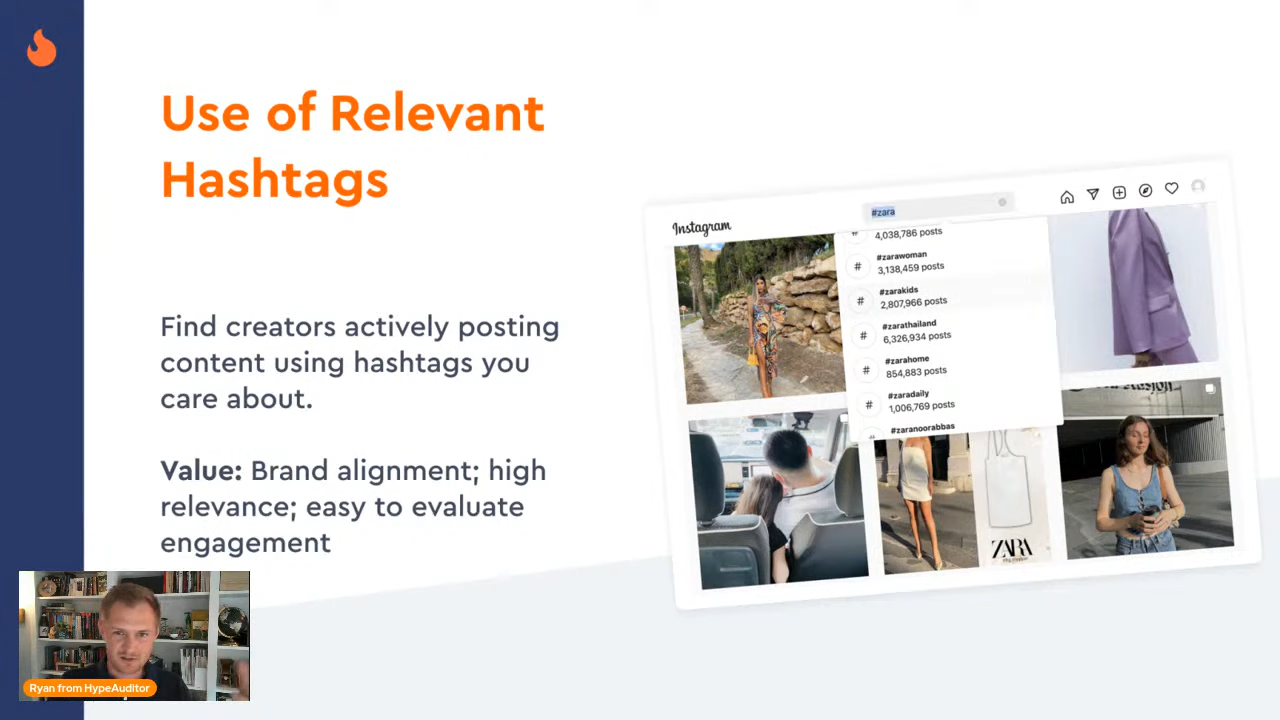 Use of Relevant
Hashtags
Find creators actively posting
content using hashtags you
care about.
Value: Brand alignment; high
relevance; easy to evaluate
engagement
Instagram
#zara
4,038,786 posts
#zarawoman
3,138,459 posts
#zarakids
2,807,966 posts
#zarathailand
6,326,934 posts
#zarahome
854,883 posts
#zaradaily
1,006,769 posts
#zaranoorabbas
ZARA
Ryan from HypeAuditor